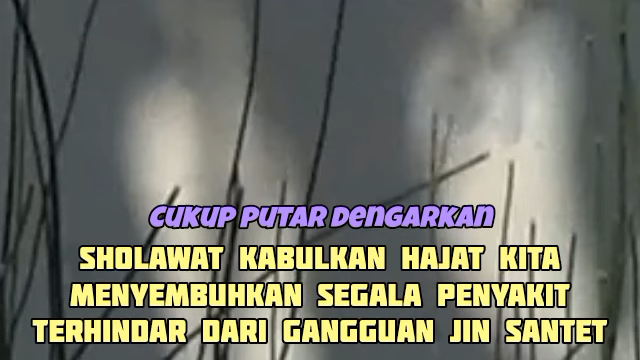 CUKUP PUTAR DENGARKAN
SHOLAWAT KABULKAN HAJAT KITA
MENYEMBUHKAN SEGALA PENYAKIT
TERHINDAR DARI GANGGUAN JIN SANTET